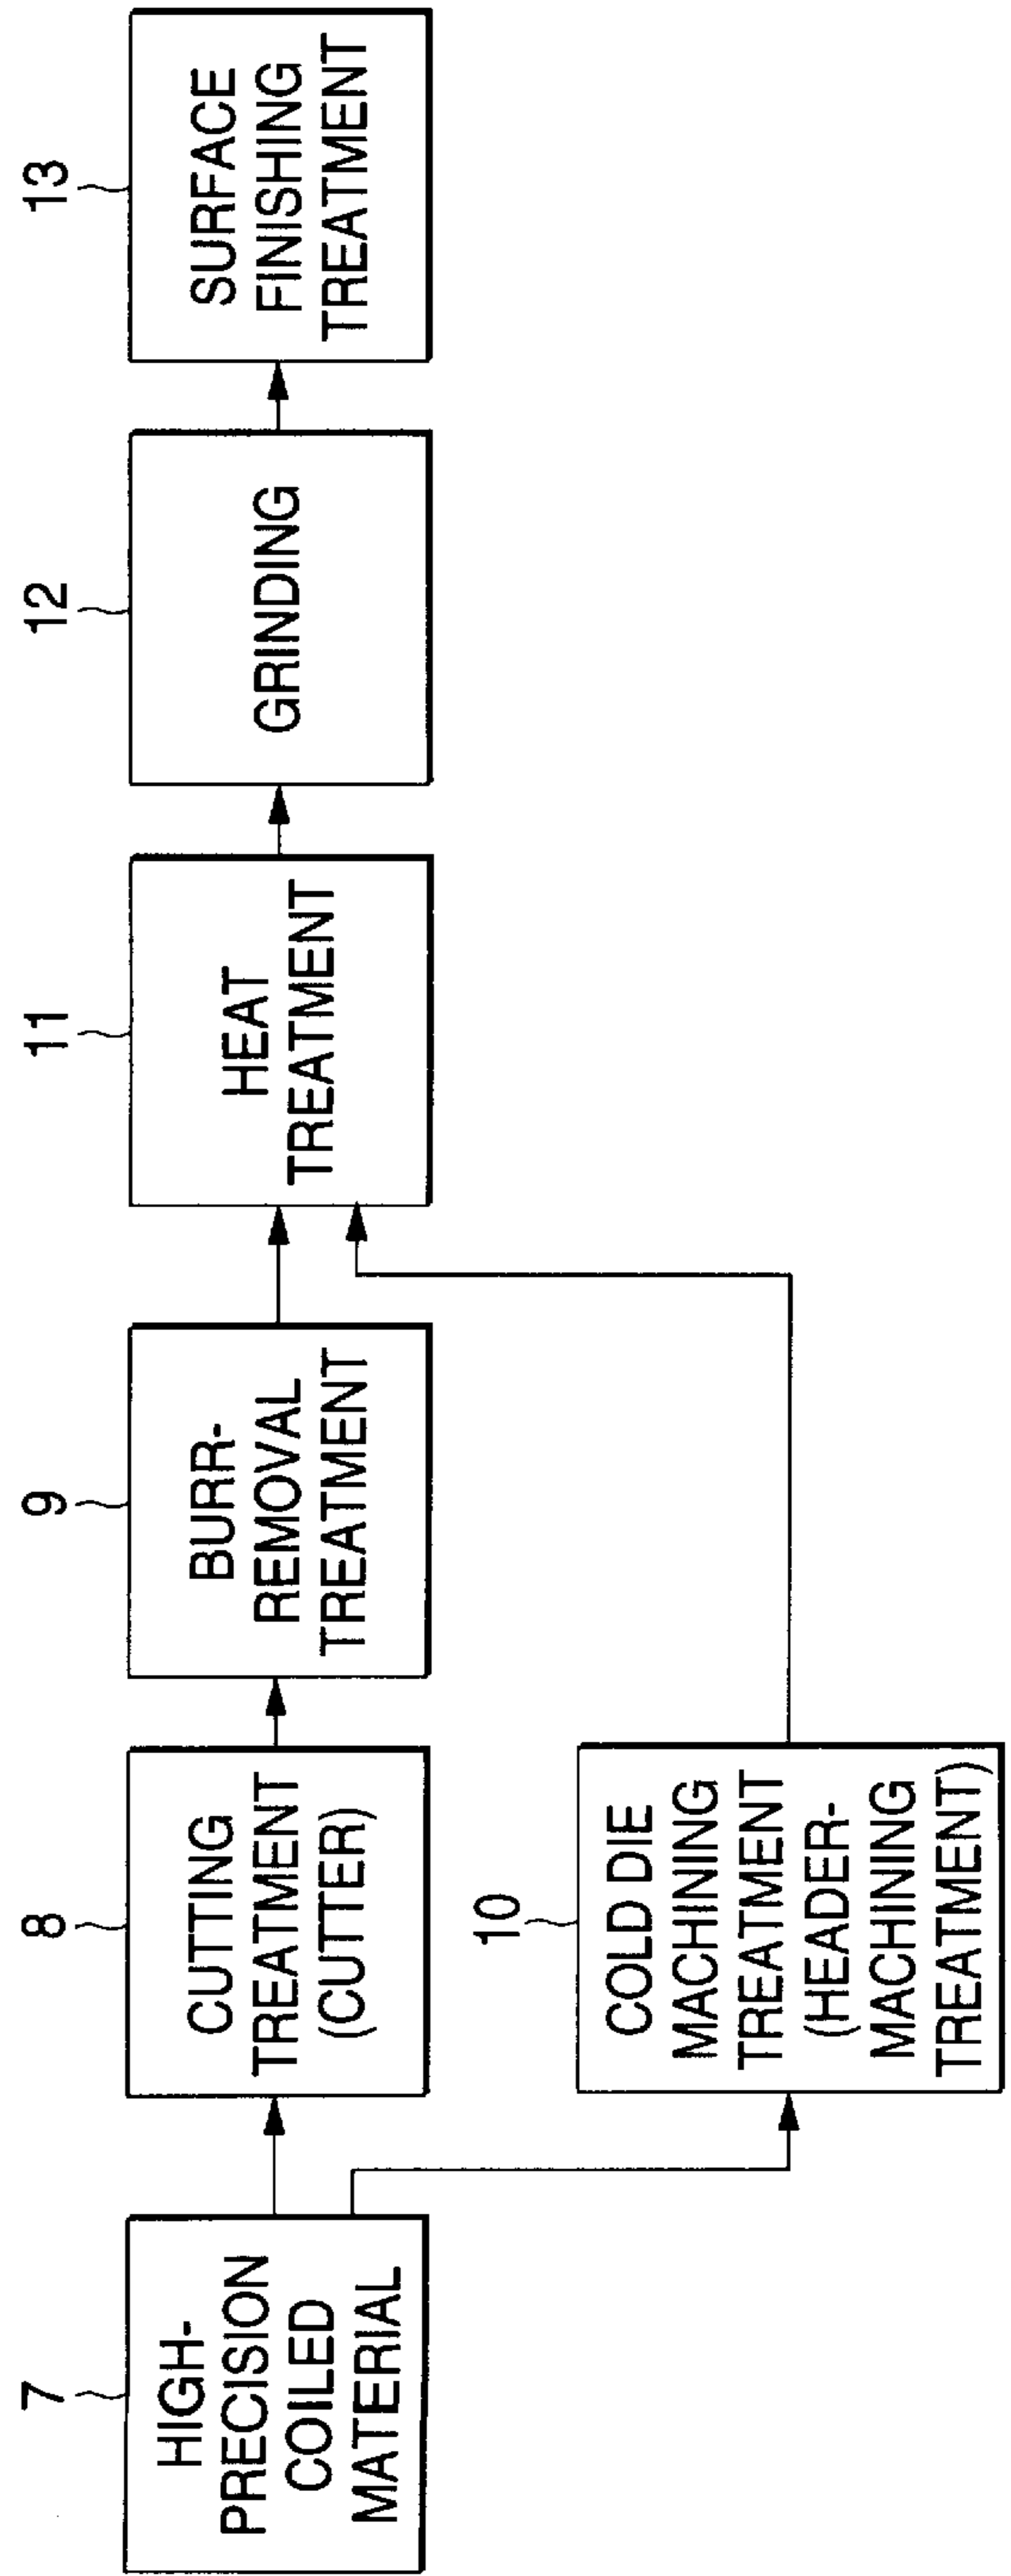 7
HIGH-
PRECISION
COILED
MATERIAL
8
CUTTING
TREATMENT
(CUTTER)
9
BURR-
REMOVAL
TREATMENT
10
COLD DIE
MACHINING
TREATMENT
(HEADER-
MACHINING
TREATMENT)
11
HEAT
TREATMENT
12
GRINDING
13
SURFACE
FINISHING
TREATMENT